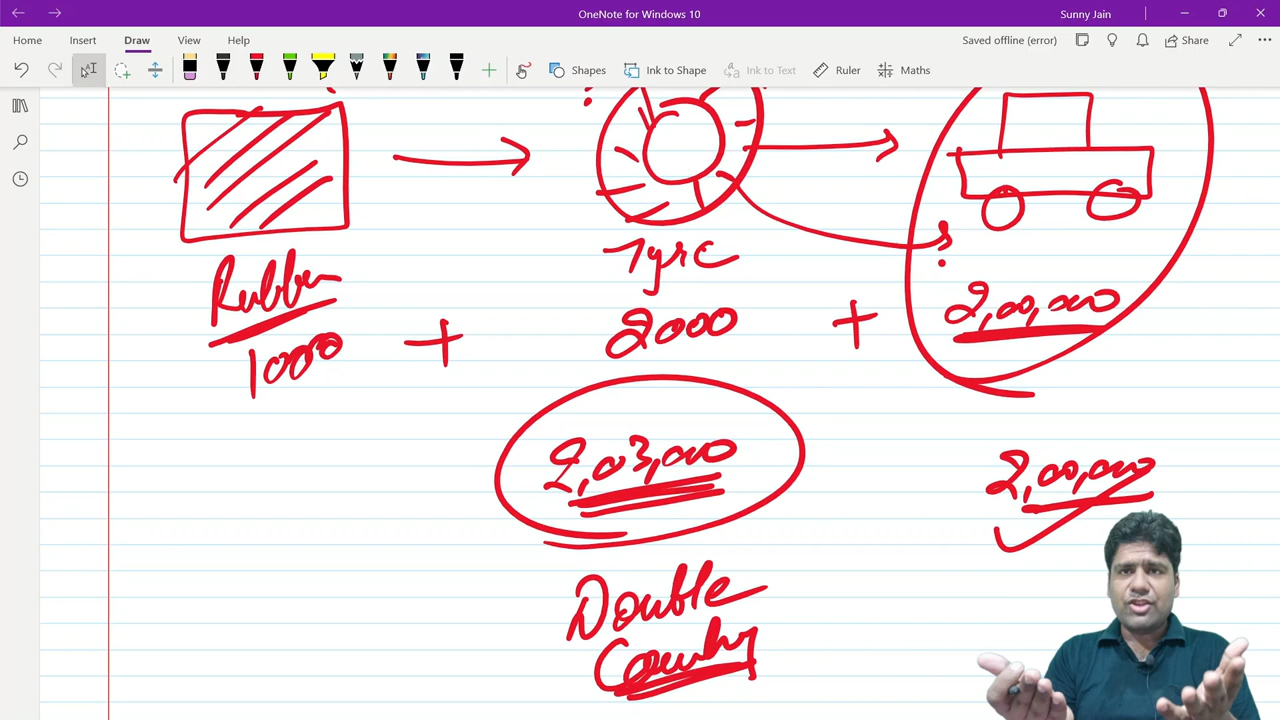 OneNote for Windows 10
Sunny Jain
Home Insert Draw View Help
Saved offline (error)
Share
Shapes
Ink to Shape
Ink to Text
Ruler
Maths
?
?
Rubber
Tyre
1000 + 2000 + 2,00,000
2,03,000
2,00,000
Double
Counting